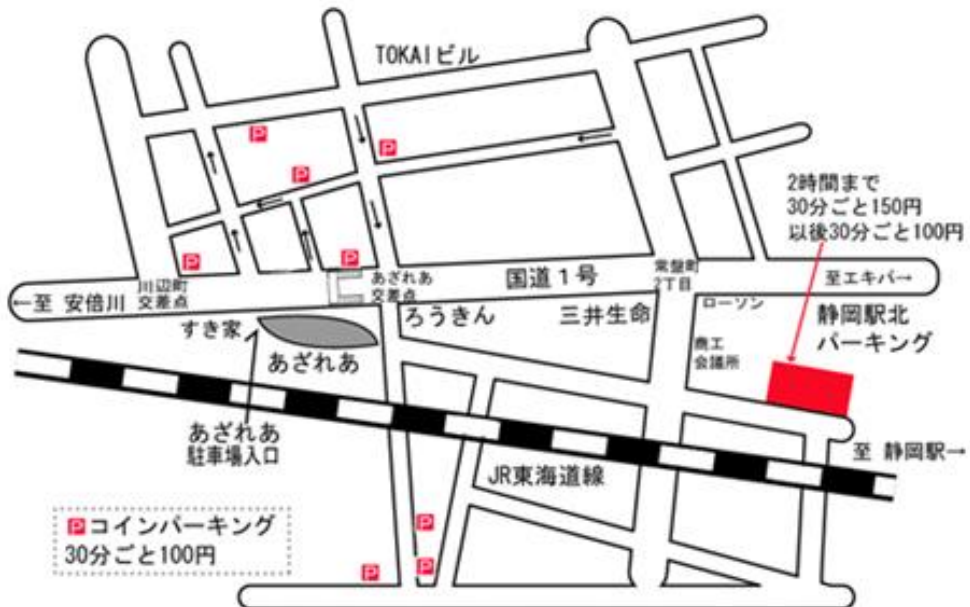 TOKAIビル
2時間まで
30分ごと150円
以後30分ごと100円
P
P
P
P
P
←至 安倍川
川辺町
交差点
あざれあ
交差点
国道1号
常盤町
2丁目
至エキパ→
ろうきん
三井生命
ローソン
静岡駅北
パーキング
すき家
あざれあ
商工
会議所
あざれあ
駐車場入口
至 静岡駅→
JR東海道線
P
P
P
Pコインパーキング
30分ごと100円